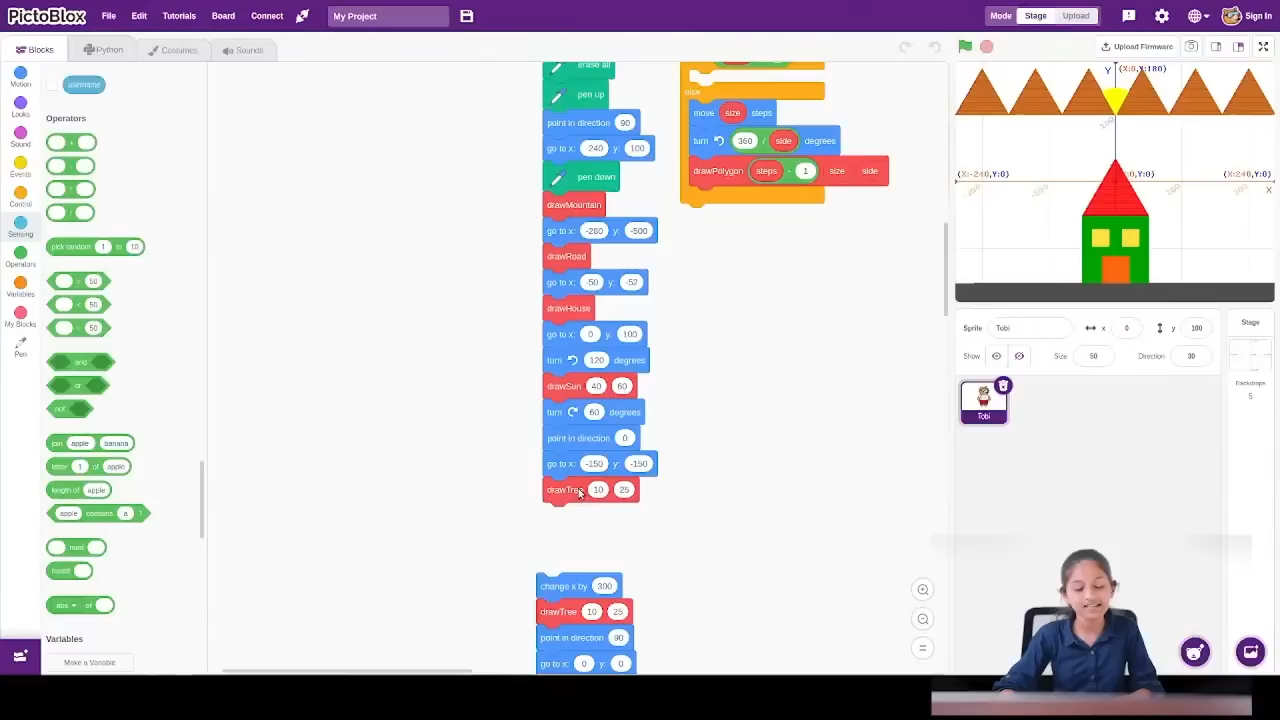 PictoBlox File Edit Tutorials Board Connect My Project Mode Stage Upload Sign In
Blocks Python Costumes Sounds Upload Firmware
Motion
Looks
Sound
Events
Control
Sensing
Operators
Variables
My Blocks
Pen
username
Operators
+
pick random 1 to 10
= 50
< 50
50
and
or
not
join apple banana
letter 1 of apple
length of apple
apple contains a ?
mod
round
abs of
Variables
Make a Variable
erase all
pen up
point in direction 90
go to x: -240 y: 100
pen down
drawMountain
go to x: -280 y: -500
drawRoad
go to x: -50 y: -52
drawHouse
go to x: 0 y: 100
turn 120 degrees
drawSun 40 60
turn 60 degrees
point in direction 0
go to x: -150 y: -150
drawTree 10 25
change x by 300
drawTree 10 25
point in direction 90
go to x: 0 y: 0
else
move size steps
turn 360 / side degrees
drawPolygon steps - 1 size side
Y (X:0,Y:180)
100
(X:-240,Y:0) (X:240,Y:0)
X
Sprite Tobi x 0 y 100
Show Size 50 Direction 30
Tobi
Stage
Backdrops
5